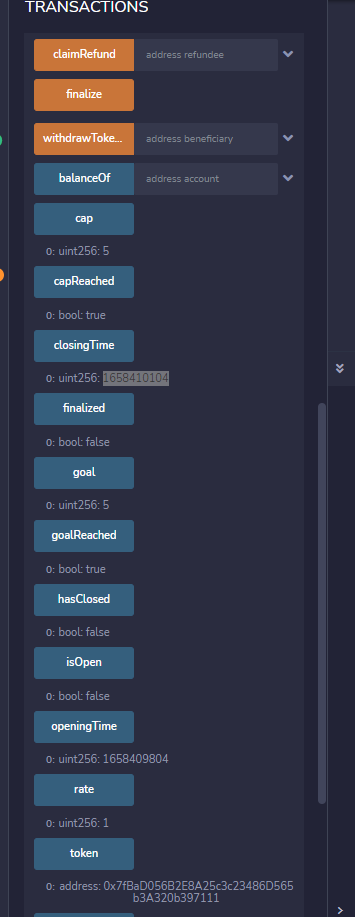 TRANSACTIONS
claimRefund address refundee
finalize
withdrawToke... address beneficiary
balanceOf address account
cap
0: uint256: 5
capReached
0: bool: true
closingTime
0: uint256: 1658410104
finalized
0: bool: false
goal
0: uint256: 5
goalReached
0: bool: true
hasClosed
0: bool: false
isOpen
0: bool: false
openingTime
0: uint256: 1658409804
rate
0: uint256: 1
token
0: address: 0x7fBaD056B2E8A25c3c23486D565
b3A320b397111